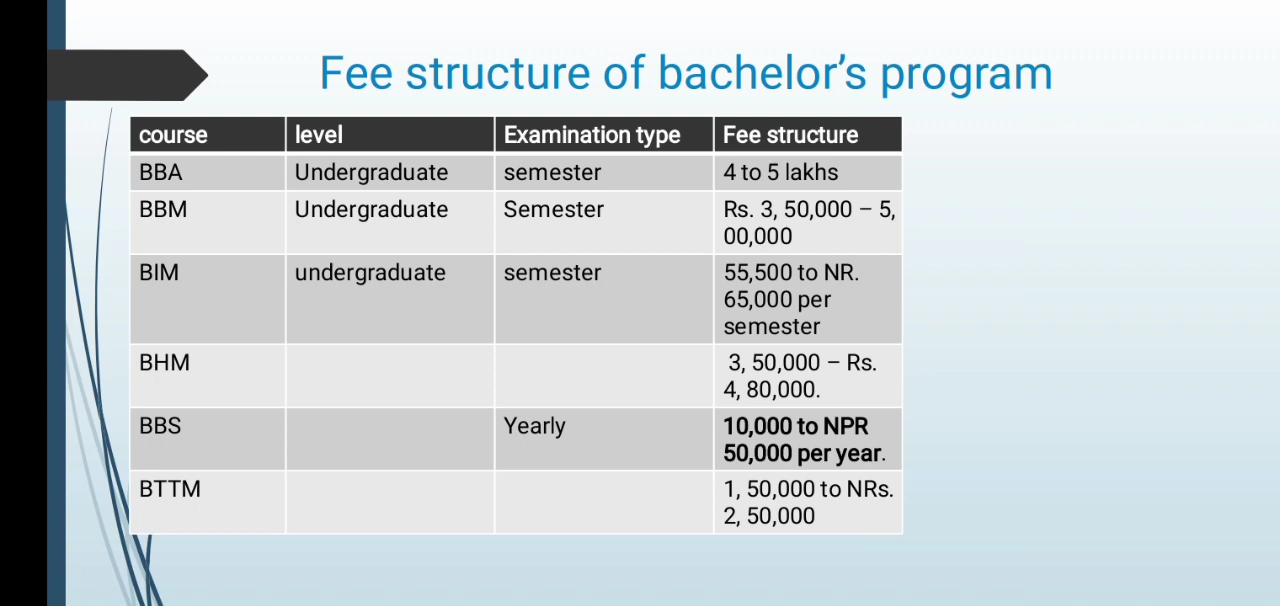 Fee structure of bachelor’s program
course level Examination type Fee structure
BBA Undergraduate semester 4 to 5 lakhs
BBM Undergraduate Semester Rs. 3, 50,000 – 5,
00,000
BIM undergraduate semester 55,500 to NR.
65,000 per
semester
BHM 3, 50,000 – Rs.
4, 80,000.
BBS Yearly 10,000 to NPR
50,000 per year.
BTTM 1, 50,000 to NRs.
2, 50,000